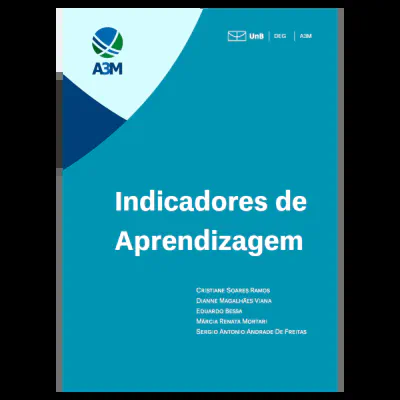 A3M
UnB | DEG | A3M
Indicadores de
Aprendizagem
Cristiane Soares Ramos
Dianne Magalhães Viana
Eduardo Bessa
Márcia Renata Mortari
Sergio Antonio Andrade De Freitas